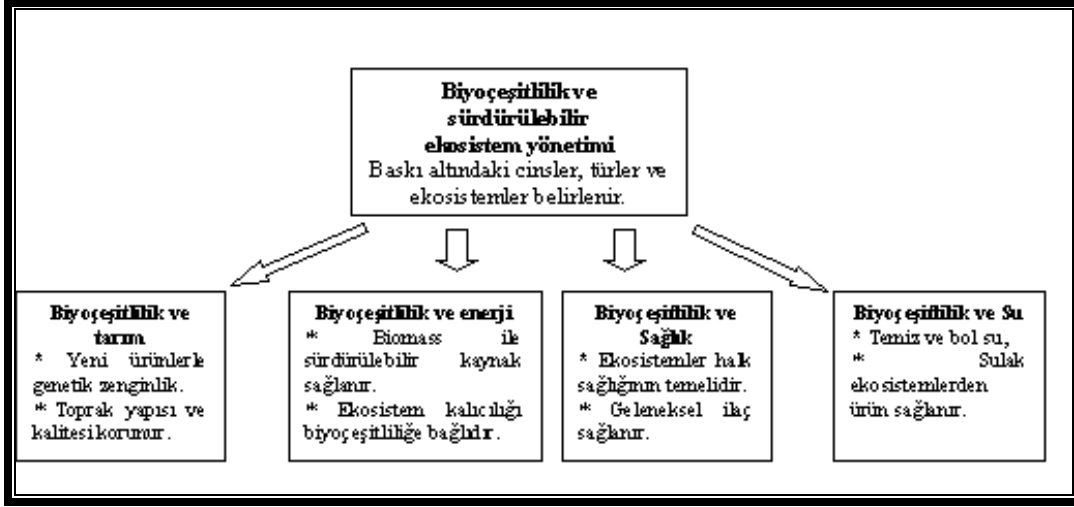 Biyoçeşitlilik ve
sürdürülebilir
ekosistem yönetimi
Baskı altındaki cinsler, türler ve
ekosistemler belirlenir.
Biyoçeşitlilik ve
tarım
* Yeni ürünlerle
genetik zenginlik.
* Toprak yapısı ve
kalitesi korunur.
Biyoçeşitlilik ve enerji
* Biomass ile
sürdürülebilir kaynak
sağlanır.
* Ekosistem kalıcılığı
biyoçeşitliliğe bağlıdır.
Biyoçeşitlilik ve
Sağlık
* Ekosistemler halk
sağlığının temelidir.
* Geleneksel ilaç
sağlanır.
Biyoçeşitlilik ve Su
* Temiz ve bol su,
* Sulak
ekosistemlerden
ürün sağlanır.